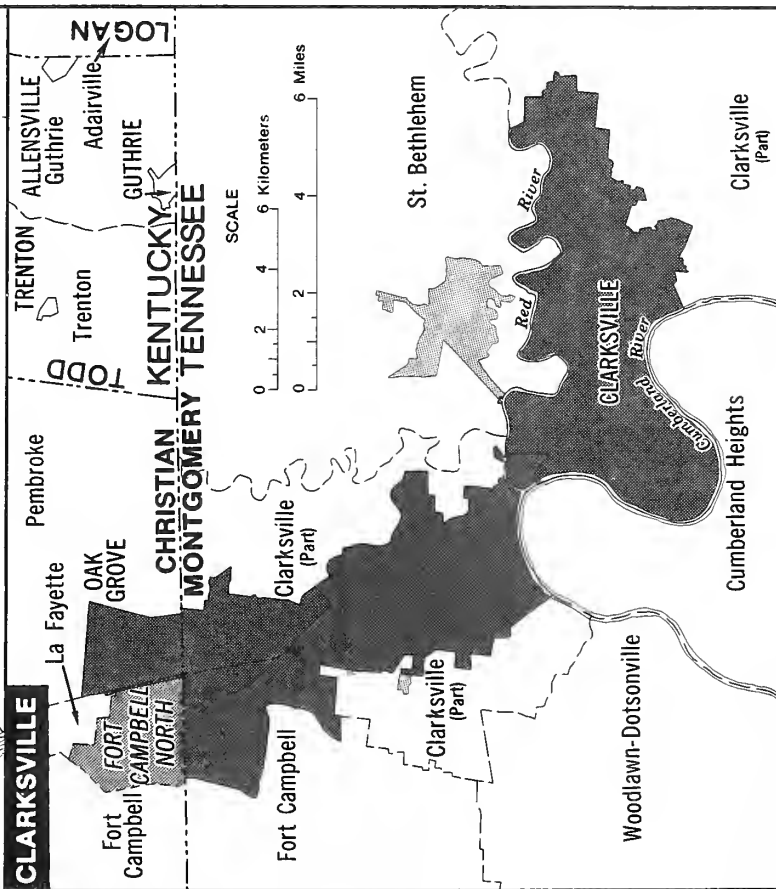 CLARKSVILLE
La Fayette
Pembroke
TODD
TRENTON
Trenton
ALLENSVILLE
Guthrie
Adairville
LOGAN
OAK
GROVE
FORT
CAMPBELL
NORTH
Fort
Campbell
GUTHRIE
CHRISTIAN
KENTUCKY
MONTGOMERY
TENNESSEE
SCALE
0 2 4 6 Kilometers
0 2 4 6 Miles
Fort Campbell
Clarksville
(Part)
St. Bethlehem
Clarksville
(Part)
Red
River
CLARKSVILLE
Cumberland
River
Woodlawn-Dotsonville
Cumberland Heights
Clarksville
(Part)